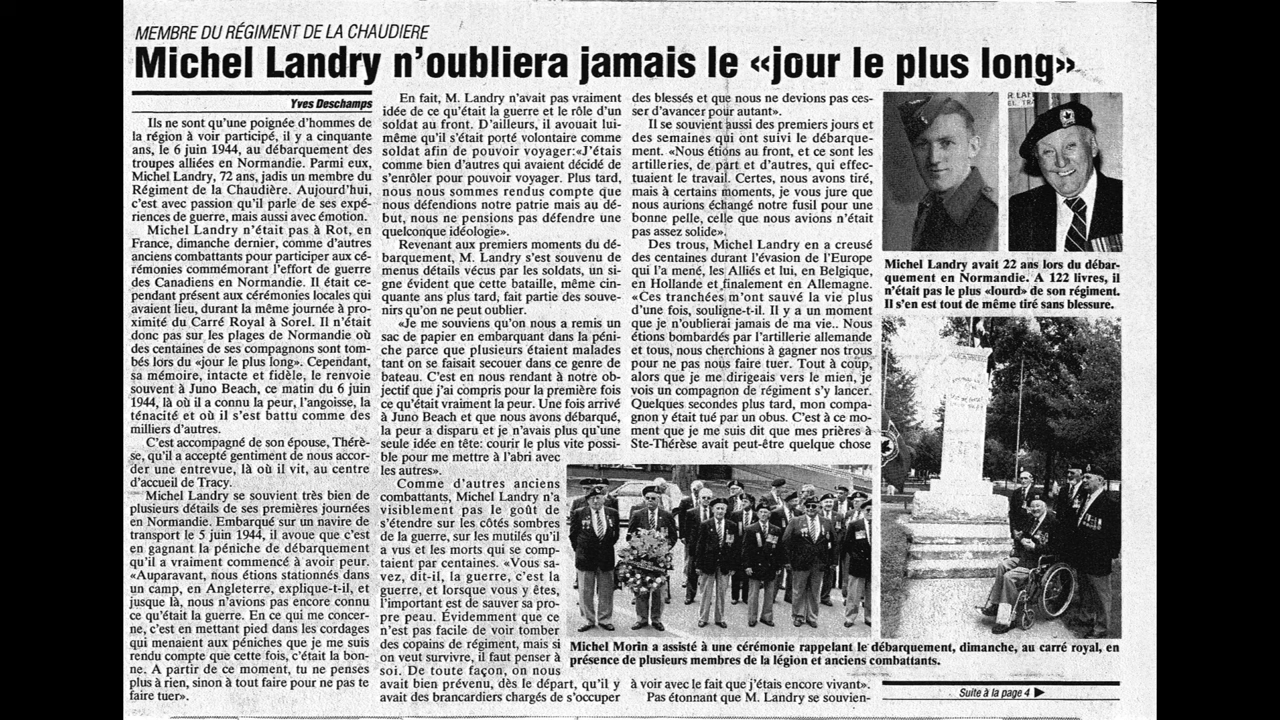 MEMBRE DU RÉGIMENT DE LA CHAUDIERE
Michel Landry n'oubliera jamais le «jour le plus long»
Yves Deschamps
Ils ne sont qu'une poignée d'hommes de
la région à voir participé, il y a cinquante
ans, le 6 juin 1944, au débarquement des
troupes alliées en Normandie. Parmi eux,
Michel Landry, 72 ans, jadis un membre du
Régiment de la Chaudière. Aujourd'hui,
c'est avec passion qu'il parle de ses expé-
riences de guerre, mais aussi avec émotion.
Michel Landry n'était pas à Rot, en
France, dimanche dernier, comme d'autres
anciens combattants pour participer aux cé-
rémonies commémorant l'effort de guerre
des Canadiens en Normandie. Il était ce-
pendant présent aux cérémonies locales qui
avaient lieu, durant la même journée à pro-
ximité du Carré Royal à Sorel. Il n'était
donc pas sur les plages de Normandie où
des centaines de ses compagnons sont tom-
bés lors du «jour le plus long». Cependant,
sa mémoire, intacte et fidèle, le renvoie
souvent à Juno Beach, ce matin du 6 juin
1944, là où il a connu la peur, l'angoisse, la
ténacité et où il s'est battu comme des
milliers d'autres.
C'est accompagné de son épouse, Thérè-
se, qu'il a accepté gentiment de nous accor-
der une entrevue, là où il vit, au centre
d'accueil de Tracy.
Michel Landry se souvient très bien de
plusieurs détails de ses premières journées
en Normandie. Embarqué sur un navire de
transport le 5 juin 1944, il avoue que c'est
en gagnant la péniche de débarquement
qu'il a vraiment commencé à avoir peur.
«Auparavant, nous étions stationnés dans
un camp, en Angleterre, explique-t-il, et
jusque là, nous n'avions pas encore connu
ce qu'était la guerre. En ce qui me concer-
ne, c'est en mettant pied dans les cordages
qui menaient aux péniches que je me suis
rendu compte que cette fois, c'était la bon-
ne. A partir de ce moment, tu ne penses
plus à rien, sinon à tout faire pour ne pas te
faire tuer».
En fait, M. Landry n'avait pas vraiment
idée de ce qu'était la guerre et le rôle d'un
soldat au front. D'ailleurs, il avouait lui-
même qu'il s'était porté volontaire comme
soldat afin de pouvoir voyager:«J'étais
comme bien d'autres qui avaient décidé de
s'enrôler pour pouvoir voyager. Plus tard,
nous nous sommes rendus compte que
nous défendions notre patrie mais au dé-
but, nous ne pensions pas défendre une
quelconque idéologie».
Revenant aux premiers moments du dé-
barquement, M. Landry s'est souvenu de
menus détails vécus par les soldats, un si-
gne évident que cette bataille, même cin-
quante ans plus tard, fait partie des souve-
nirs qu'on ne peut oublier.
«Je me souviens qu'on nous a remis un
sac de papier en embarquant dans la péni-
che parce que plusieurs étaient malades
tant on se faisait secouer dans ce genre de
bateau. C'est en nous rendant à notre ob-
jectif que j'ai compris pour la première fois
ce qu'était vraiment la peur. Une fois arrivé
à Juno Beach et que nous avons débarqué,
la peur a disparu et je n'avais plus qu'une
seule idée en tête: courir le plus vite possi-
ble pour me mettre à l'abri avec
les autres».
Comme d'autres anciens
combattants, Michel Landry n'a
visiblement pas le goût de
s'étendre sur les côtés sombres
de la guerre, sur les mutilés qu'il
a vus et les morts qui se comp-
taient par centaines. «Vous sa-
vez, dit-il, la guerre, c'est la
guerre, et lorsque vous y êtes,
l'important est de sauver sa pro-
pre peau. Évidemment que ce
n'est pas facile de voir tomber
des copains de régiment, mais si
on veut survivre, il faut penser à
soi. De toute façon, on nous
avait bien prévenu, dès le départ, qu'il y
avait des brancardiers chargés de s'occuper
des blessés et que nous ne devions pas ces-
ser d'avancer pour autant».
Il se souvient aussi des premiers jours et
des semaines qui ont suivi le débarque-
ment. «Nous étions au front, et ce sont les
artilleries, de part et d'autres, qui effec-
tuaient le travail. Certes, nous avons tiré,
mais à certains moments, je vous jure que
nous aurions échangé notre fusil pour une
bonne pelle, celle que nous avions n'était
pas assez solide».
Des trous, Michel Landry en a creusé
des centaines durant l'évasion de l'Europe
qui l'a mené, les Alliés et lui, en Belgique,
en Hollande et finalement en Allemagne.
«Ces tranchées m'ont sauvé la vie plus
d'une fois, souligne-t-il. Il y a un moment
que je n'oublierai jamais de ma vie.. Nous
étions bombardés par l'artillerie allemande
et tous, nous cherchions à gagner nos trous
pour ne pas nous faire tuer. Tout à coup,
alors que je me dirigeais vers le mien, je
vois un compagnon de régiment s'y lancer.
Quelques secondes plus tard, mon compa-
gnon y était tué par un obus. C'est à ce mo-
ment que je me suis dit que mes prières à
Ste-Thérèse avait peut-être quelque chose
à voir avec le fait que j'étais encore vivant».
Pas étonnant que M. Landry se souvien-
Michel Landry avait 22 ans lors du débar-
quement en Normandie. A 122 livres, il
n'était pas le plus «lourd» de son régiment.
Il s'en est tout de même tiré sans blessure.
Michel Morin a assisté à une cérémonie rappelant le débarquement, dimanche, au carré royal, en
présence de plusieurs membres de la légion et anciens combattants.
Suite à la page 4